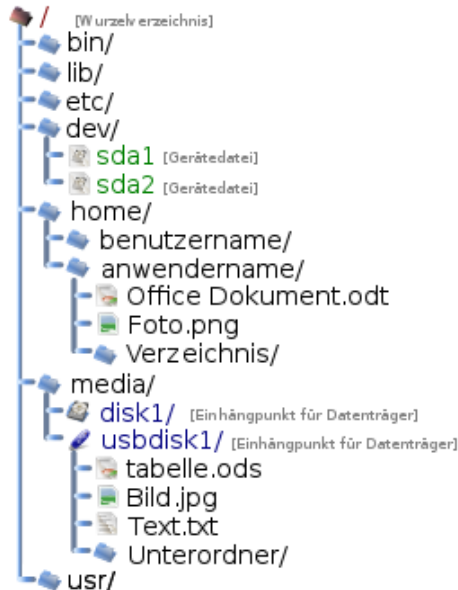 / [Wurzelverzeichnis]
bin/
lib/
etc/
dev/
sda1 [Gerätedatei]
sda2 [Gerätedatei]
home/
benutzername/
anwendername/
Office Dokument.odt
Foto.png
Verzeichnis/
media/
disk1/ [Einhängpunkt für Datenträger]
usbdisk1/ [Einhängpunkt für Datenträger]
tabelle.ods
Bild.jpg
Text.txt
Unterordner/
usr/